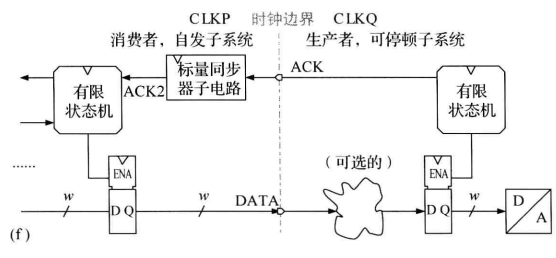 CLKP 时钟边界 CLKQ
消费者，自发子系统 生产者，可停顿子系统
有限
状态机
ACK2
标量同步
器子电路
ACK
有限
状态机
......
ENA
（可选的）
ENA
w
D Q
w
DATA
D Q
w
D
A
(f)